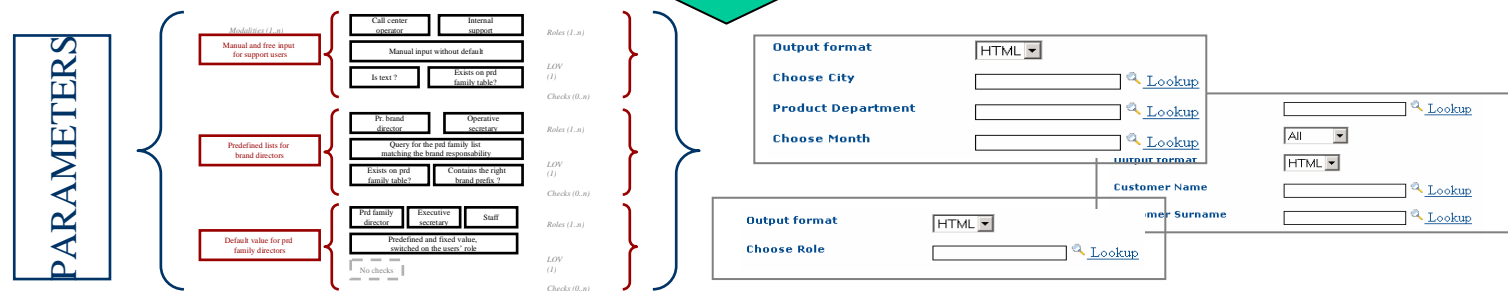 PARAMETERS
Modalities (1..n)
Manual and free input
for support users
Call center
operator
Internal
support
Roles (1..n)
Manual input without default
LOV
(1)
Is text ?
Exists on prd
family table?
Checks (0..n)
Predefined lists for
brand directors
Pr. brand
director
Operative
secretary
Roles (1..n)
Query for the prd family list
matching the brand responsability
LOV
(1)
Exists on prd
family table?
Contains the right
brand prefix ?
Checks (0..n)
Default value for prd
family directors
Prd family
director
Executive
secretary
Staff
Roles (1..n)
Predefined and fixed value,
switched on the users' role
LOV
(1)
No checks
Checks (0..n)
Output format
HTML
Choose City
Lookup
Product Department
Lookup
Choose Month
Lookup
Lookup
All
Output format
HTML
Customer Name
Lookup
mer Surname
Lookup
Output format
HTML
Choose Role
Lookup